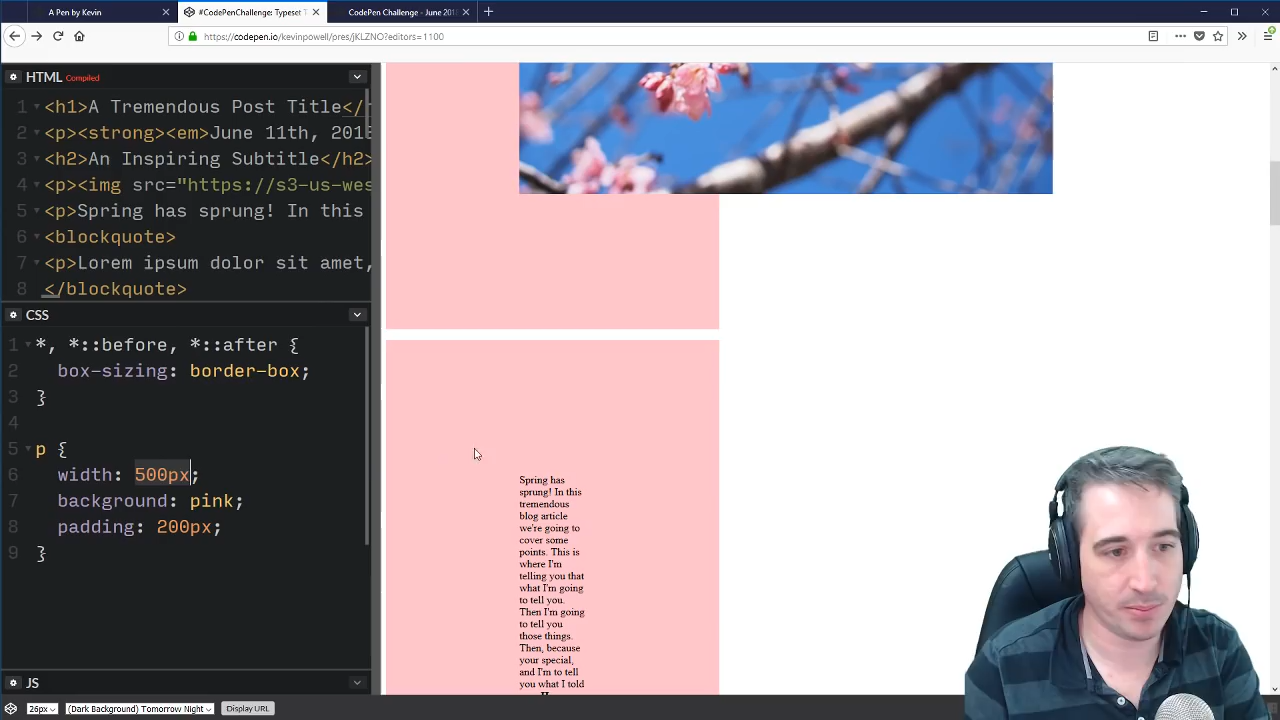 A Pen by Kevin
#CodePenChallenge: Typeset T
CodePen Challenge - June 2018
https://codepen.io/kevinpowell/pres/jKLZNO?editors=1100
HTML Compiled
1 <h1>A Tremendous Post Title</
2 <p><strong><em>June 11th, 201
3 <h2>An Inspiring Subtitle</h2>
4 <p><img src="https://s3-us-wes
5 <p>Spring has sprung! In this
6 <blockquote>
7 <p>Lorem ipsum dolor sit amet,
8 </blockquote>
CSS
1 *, *::before, *::after {
2 box-sizing: border-box;
3 }
4
5 p {
6 width: 500px;
7 background: pink;
8 padding: 200px;
9 }
JS
26px
(Dark Background) Tomorrow Night
Display URL
Spring has
sprung! In this
tremendous
blog article
we're going to
cover some
points. This is
where I'm
telling you that
what I'm going
to tell you.
Then I'm going
to tell you
those things.
Then, because
your special,
and I'm to tell
you what I told